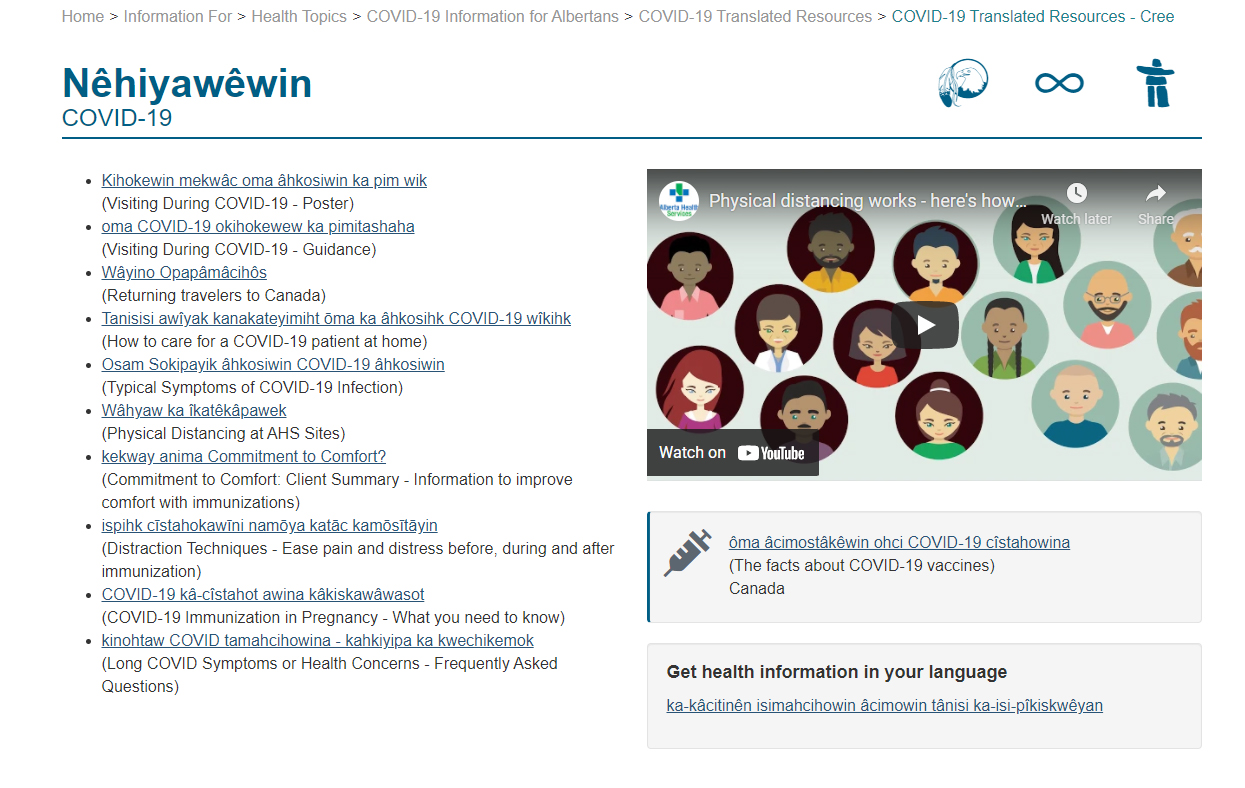 Home > Information For > Health Topics > COVID-19 Information for Albertans > COVID-19 Translated Resources > COVID-19 Translated Resources - Cree
Nêhiyawêwin
COVID-19
Kihokewin mekwâc oma âhkosiwin ka pim wik
(Visiting During COVID-19 - Poster)
oma COVID-19 okihokewew ka pimitashaha
(Visiting During COVID-19 - Guidance)
Wâyino Opapâmâcihôs
(Returning travelers to Canada)
Tanisisi awîyak kanakateyimiht ōma ka âhkosihk COVID-19 wîkihk
(How to care for a COVID-19 patient at home)
Osam Sokipayik âhkosiwin COVID-19 âhkosiwin
(Typical Symptoms of COVID-19 Infection)
Wâhyaw ka îkatêkâpawek
(Physical Distancing at AHS Sites)
kekway anima Commitment to Comfort?
(Commitment to Comfort: Client Summary - Information to improve
comfort with immunizations)
ispihk cīstahokawīni namōya katāc kamōsītāyin
(Distraction Techniques - Ease pain and distress before, during and after
immunization)
COVID-19 kâ-cîstahot awina kâkiskawâwasot
(COVID-19 Immunization in Pregnancy - What you need to know)
kinohtaw COVID tamahcihowina - kahkiyipa ka kwechikemok
(Long COVID Symptoms or Health Concerns - Frequently Asked
Questions)
Alberta Health
Services
Physical distancing works - here's how...
Watch later
Share
Watch on YouTube
ôma âcimostâkêwin ohci COVID-19 cîstahowina
(The facts about COVID-19 vaccines)
Canada
Get health information in your language
ka-kâcitinên isimahcihowin âcimowin tânisi ka-isi-pîkiskwêyan